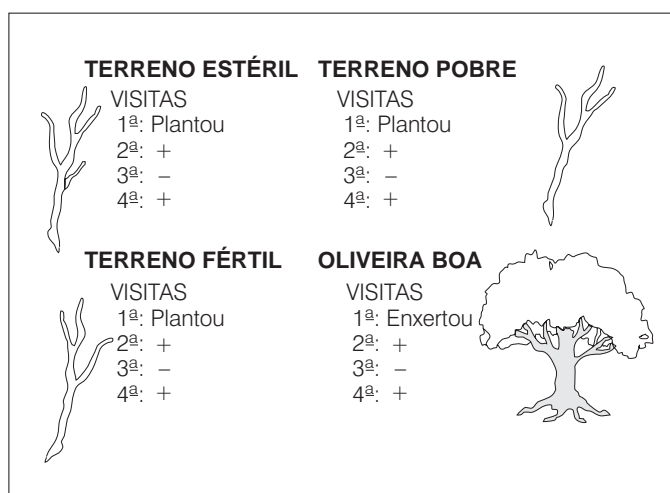 TERRENO ESTÉRIL
VISITAS
1ª: Plantou
2ª: +
3ª: –
4ª: +
TERRENO POBRE
VISITAS
1ª: Plantou
2ª: +
3ª: –
4ª: +
TERRENO FÉRTIL
VISITAS
1ª: Plantou
2ª: +
3ª: –
4ª: +
OLIVEIRA BOA
VISITAS
1ª: Enxertou
2ª: +
3ª: –
4ª: +